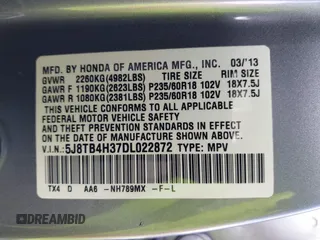 MFD. BY HONDA OF AMERICA MFG., INC. 03/'13
GVWR 2260KG(4982LBS) TIRE SIZE RIM SIZE
GAWR F 1190KG(2623LBS) P235/60R18 102V 18X7.5J
GAWR R 1080KG(2381LBS) P235/60R18 102V 18X7.5J
THIS VEHICLE CONFORMS TO ALL APPLICABLE
FEDERAL MOTOR VEHICLE SAFETY AND THEFT
PREVENTION STANDARDS IN EFFECT ON THE DATE OF
MANUFACTURE SHOWN ABOVE.
V.I.N.: 5J8TB4H37DL022872 TYPE: MPV
TX4 D AA6 -NH789MX -F-L
DREAMBID